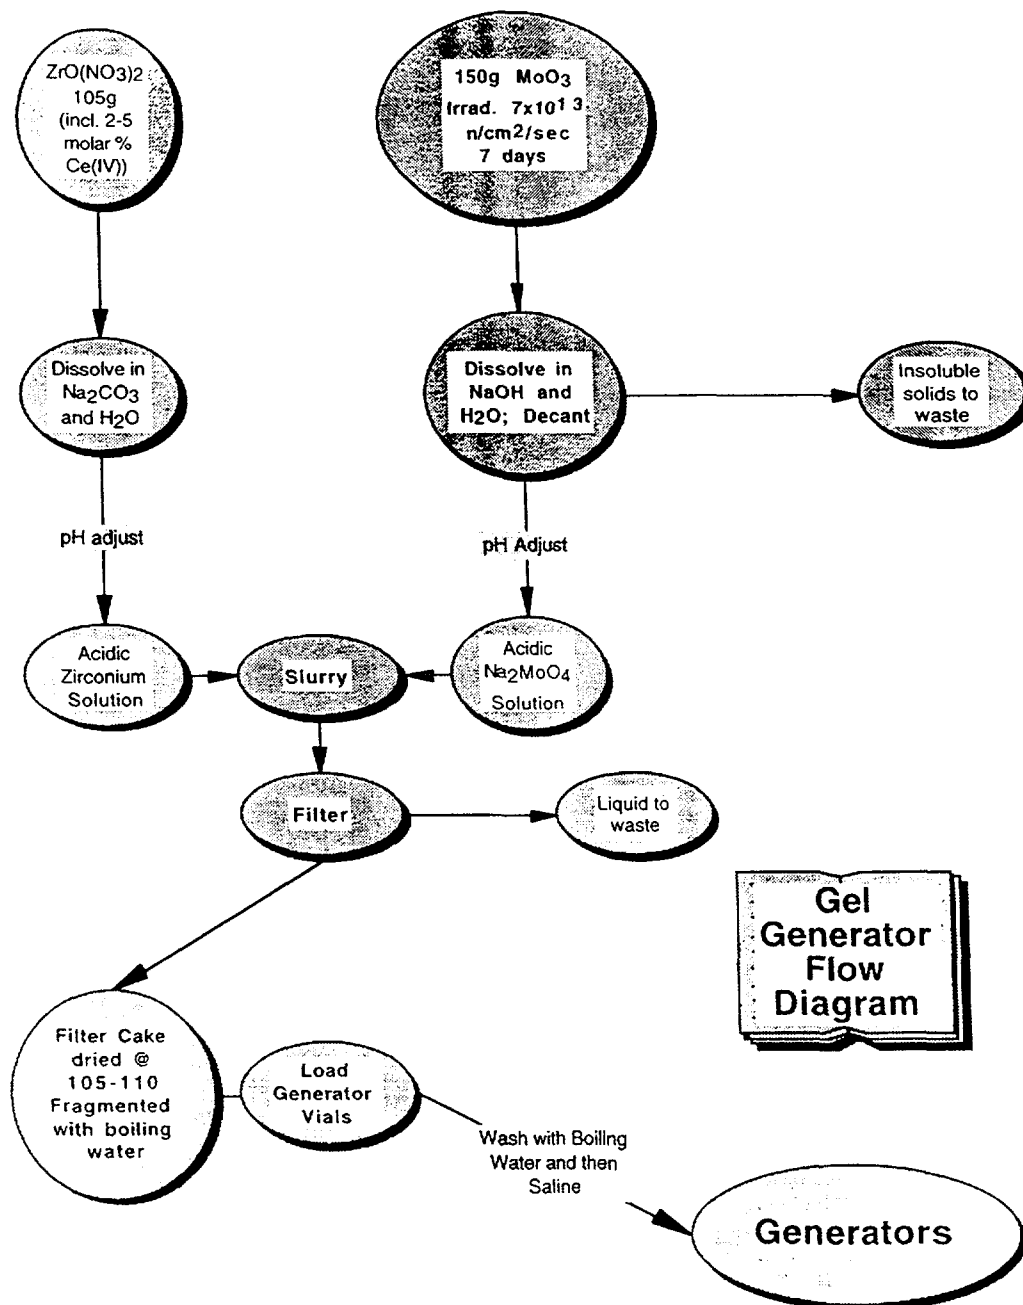 ZrO(NO3)2
105g
(incl. 2-5
molar %
Ce(IV))
150g MoO3
Irrad. 7x10¹³
n/cm²/sec
7 days
Dissolve in
Na2CO3
and H2O
Dissolve in
NaOH and
H2O; Decant
Insoluble
solids to
waste
pH adjust
pH Adjust
Acidic
Zirconium
Solution
Slurry
Acidic
Na2MoO4
Solution
Filter
Liquid to
waste
Gel
Generator
Flow
Diagram
Filter Cake
dried @
105-110
Fragmented
with boiling
water
Load
Generator
Vials
Wash with Boiling
Water and then
Saline
Generators